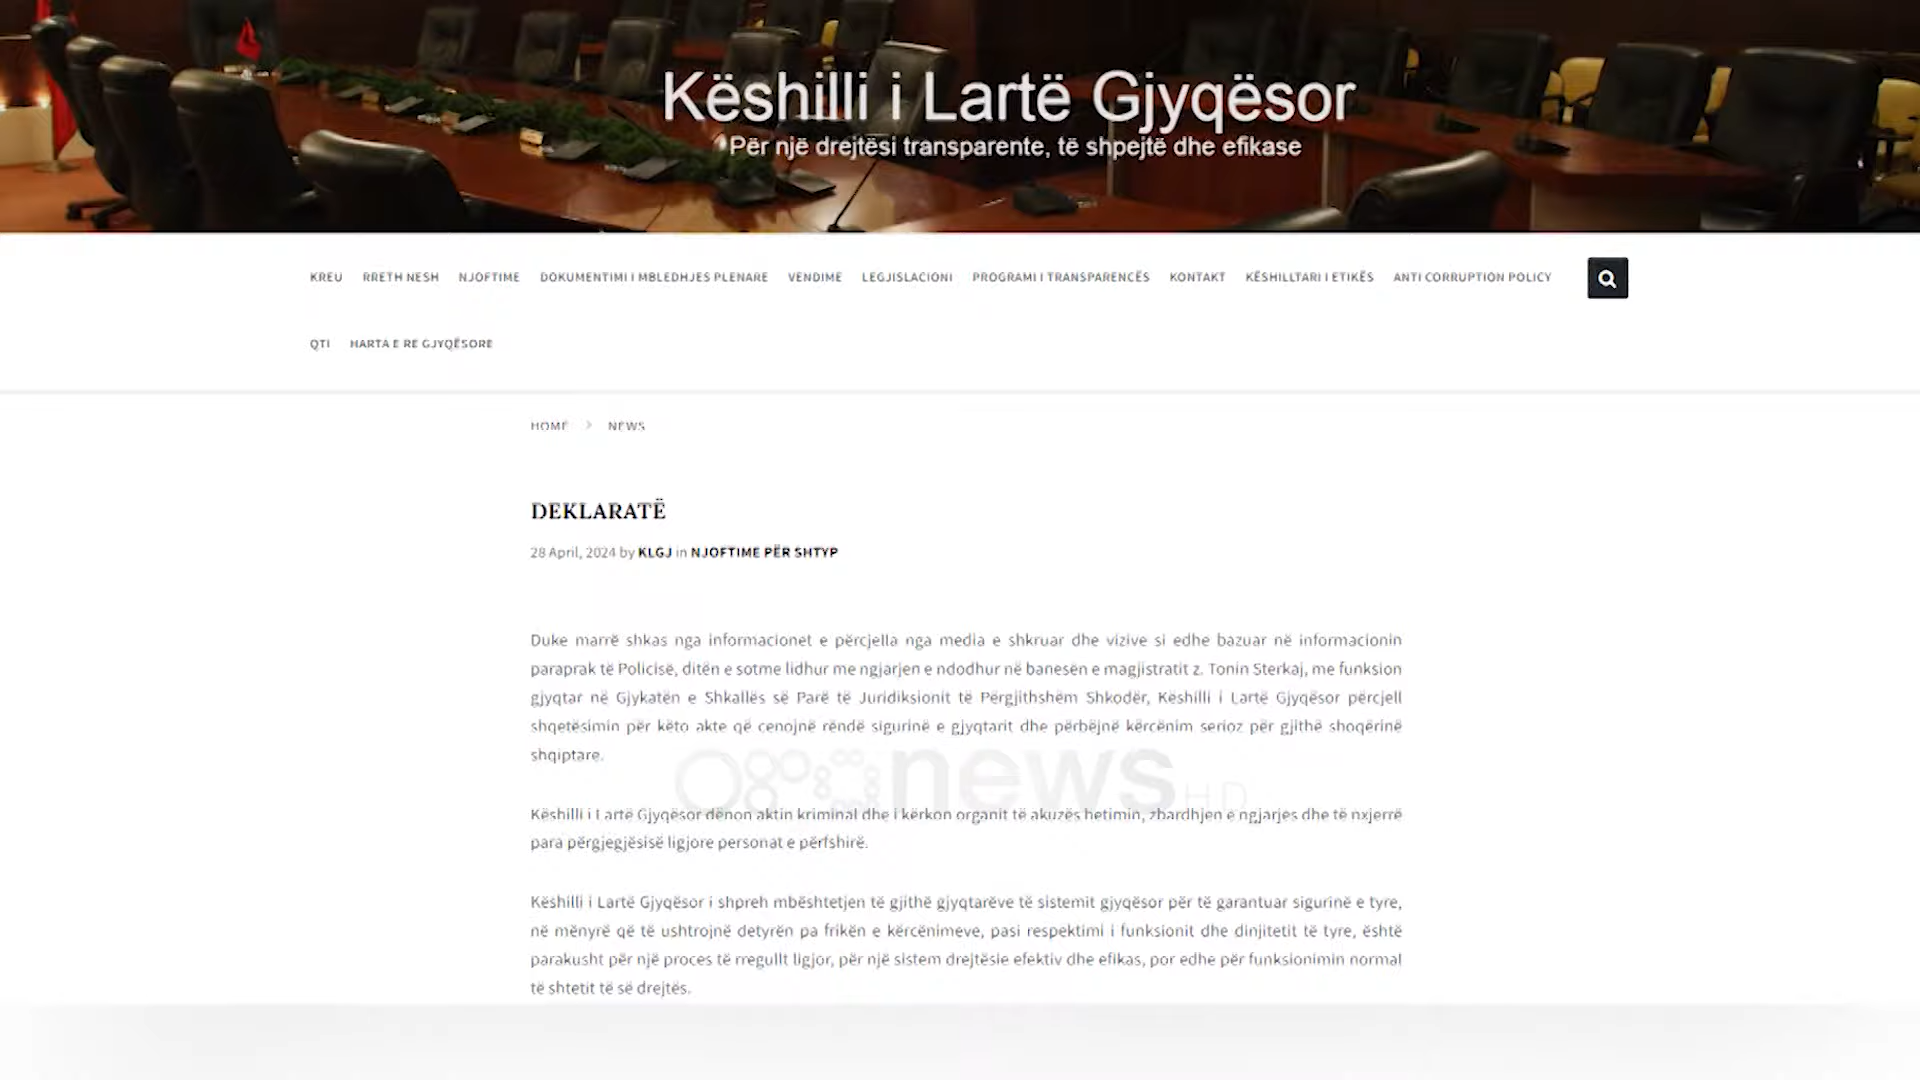 Këshilli i Lartë Gjyqësor
Për një drejtësi transparente, të shpejtë dhe efikase
KREU RRETH NESH NJOFTIME DOKUMENTIMI I MBLEDHJES PLENARE VENDIME LEGJISLACIONI PROGRAMI I TRANSPARENCËS KONTAKT KËSHILLTARI I ETIKËS ANTI CORRUPTION POLICY
QTI HARTA E RE GJYQËSORE
HOME > NEWS
DEKLARATË
28 April, 2024 by KLGJ in NJOFTIME PËR SHTYP
Duke marrë shkas nga informacionet e përcjella nga media e shkruar dhe vizive si edhe bazuar në informacionin
paraprak të Policisë, ditën e sotme lidhur me ngjarjen e ndodhur në banesën e magjistratit z. Tonin Sterkaj, me funksion
gjyqtar në Gjykatën e Shkallës së Parë të Juridiksionit të Përgjithshëm Shkodër, Këshilli i Lartë Gjyqësor përcjell
shqetësimin për këto akte që cenojnë rëndë sigurinë e gjyqtarit dhe përbëjnë kërcënim serioz për gjithë shoqërinë
shqiptare.
ora news HD
Këshilli i Lartë Gjyqësor dënon aktin kriminal dhe i kërkon organit të akuzës hetimin, zbardhjen e ngjarjes dhe të nxjerrë
para përgjegjësisë ligjore personat e përfshirë.
Këshilli i Lartë Gjyqësor i shpreh mbështetjen të gjithë gjyqtarëve të sistemit gjyqësor për të garantuar sigurinë e tyre,
në mënyrë që të ushtrojnë detyrën pa frikën e kërcënimeve, pasi respektimi i funksionit dhe dinjitetit të tyre, është
parakusht për një proces të rregullt ligjor, për një sistem drejtësie efektiv dhe efikas, por edhe për funksionimin normal
të shtetit të së drejtës.